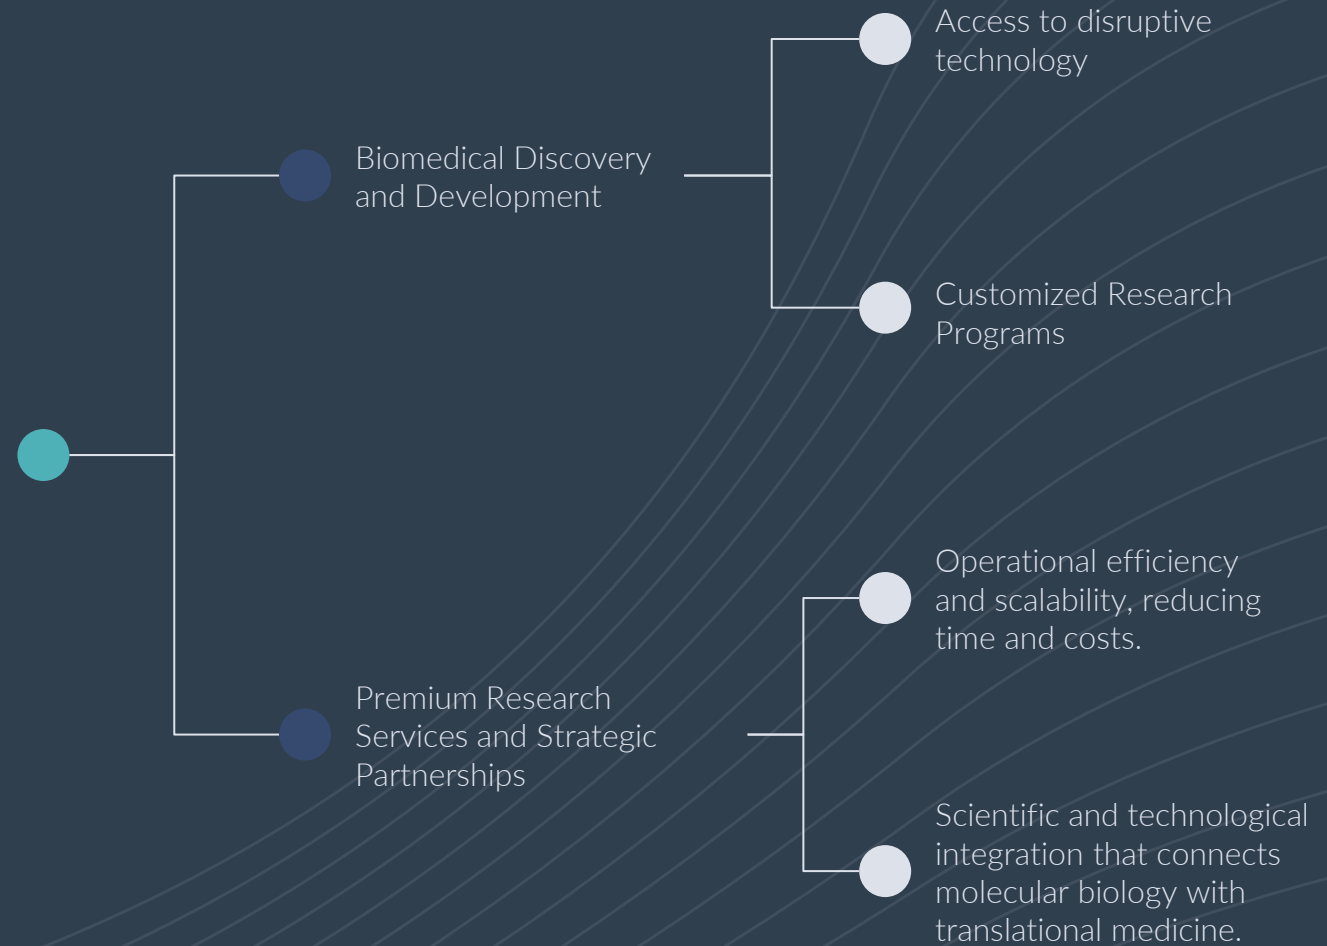 Access to disruptive
technology
Biomedical Discovery
and Development
Customized Research
Programs
Operational efficiency
and scalability, reducing
time and costs.
Premium Research
Services and Strategic
Partnerships
Scientific and technological
integration that connects
molecular biology with
translational medicine.